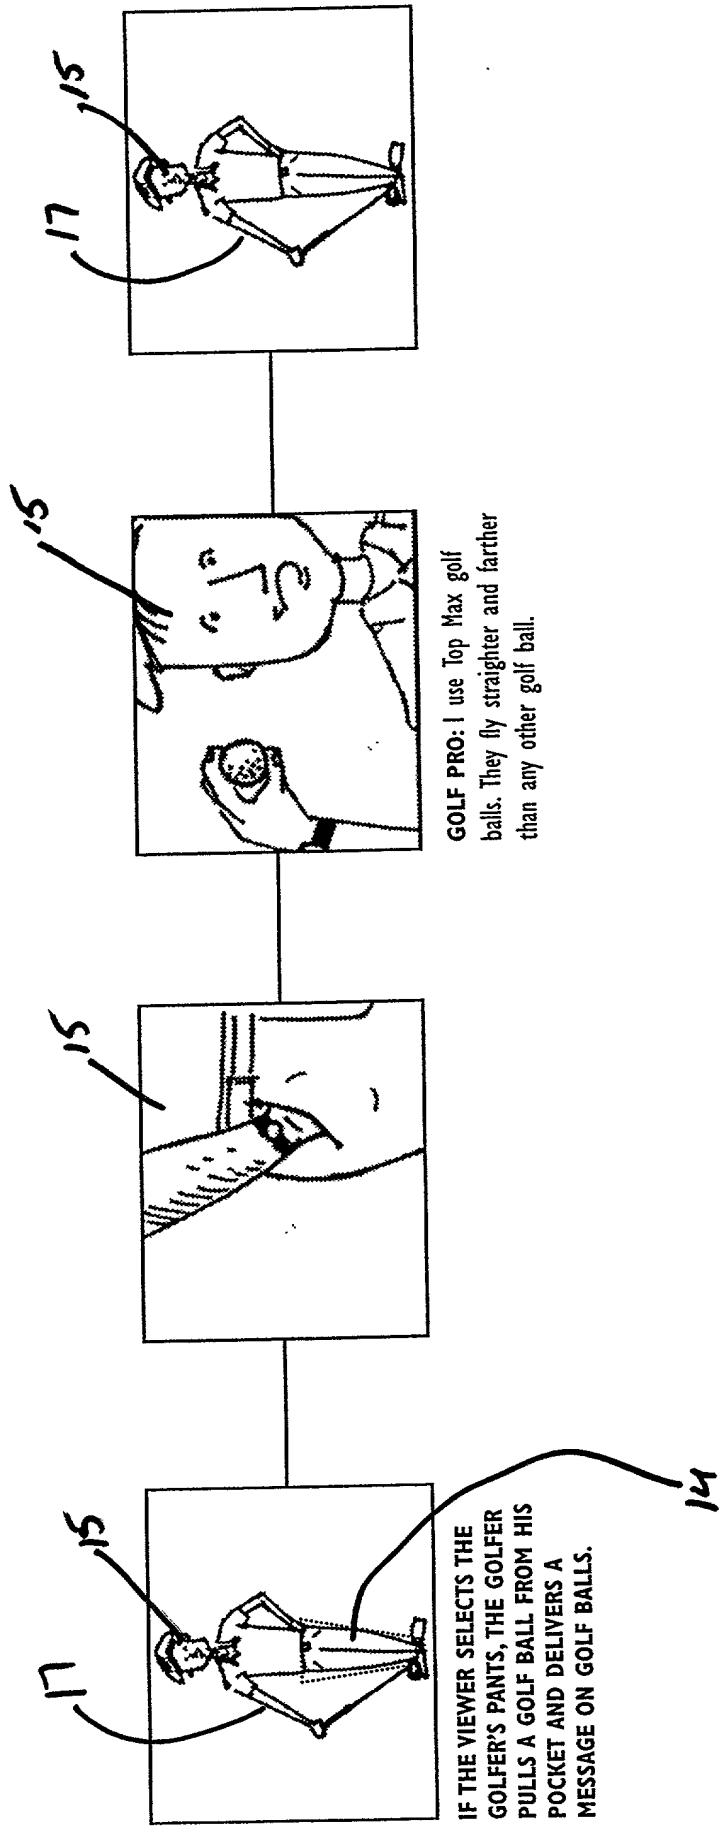 17
15
IF THE VIEWER SELECTS THE
GOLFER'S PANTS, THE GOLFER
PULLS A GOLF BALL FROM HIS
POCKET AND DELIVERS A
MESSAGE ON GOLF BALLS.
14
15
15
GOLF PRO: I use Top Max golf
balls. They fly straighter and farther
than any other golf ball.
17
15